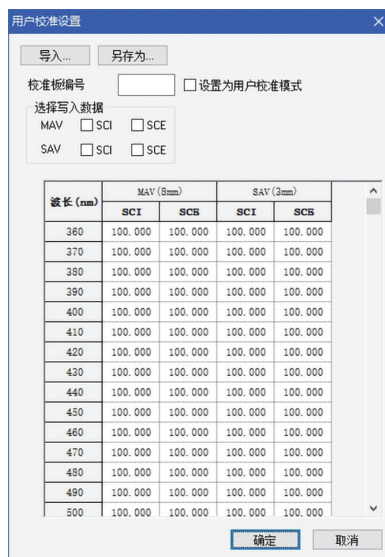 用户校准设置
导入... 另存为...
校准板编号 设置为用户校准模式
选择写入数据
MAV SCI SCE
SAV SCI SCE
波长(nm) MAV(8mm) SAV(3mm)
SCI SCE SCI SCE
360 100.000 100.000 100.000 100.000
370 100.000 100.000 100.000 100.000
380 100.000 100.000 100.000 100.000
390 100.000 100.000 100.000 100.000
400 100.000 100.000 100.000 100.000
410 100.000 100.000 100.000 100.000
420 100.000 100.000 100.000 100.000
430 100.000 100.000 100.000 100.000
440 100.000 100.000 100.000 100.000
450 100.000 100.000 100.000 100.000
460 100.000 100.000 100.000 100.000
470 100.000 100.000 100.000 100.000
480 100.000 100.000 100.000 100.000
490 100.000 100.000 100.000 100.000
500 100.000 100.000 100.000 100.000
确定 取消